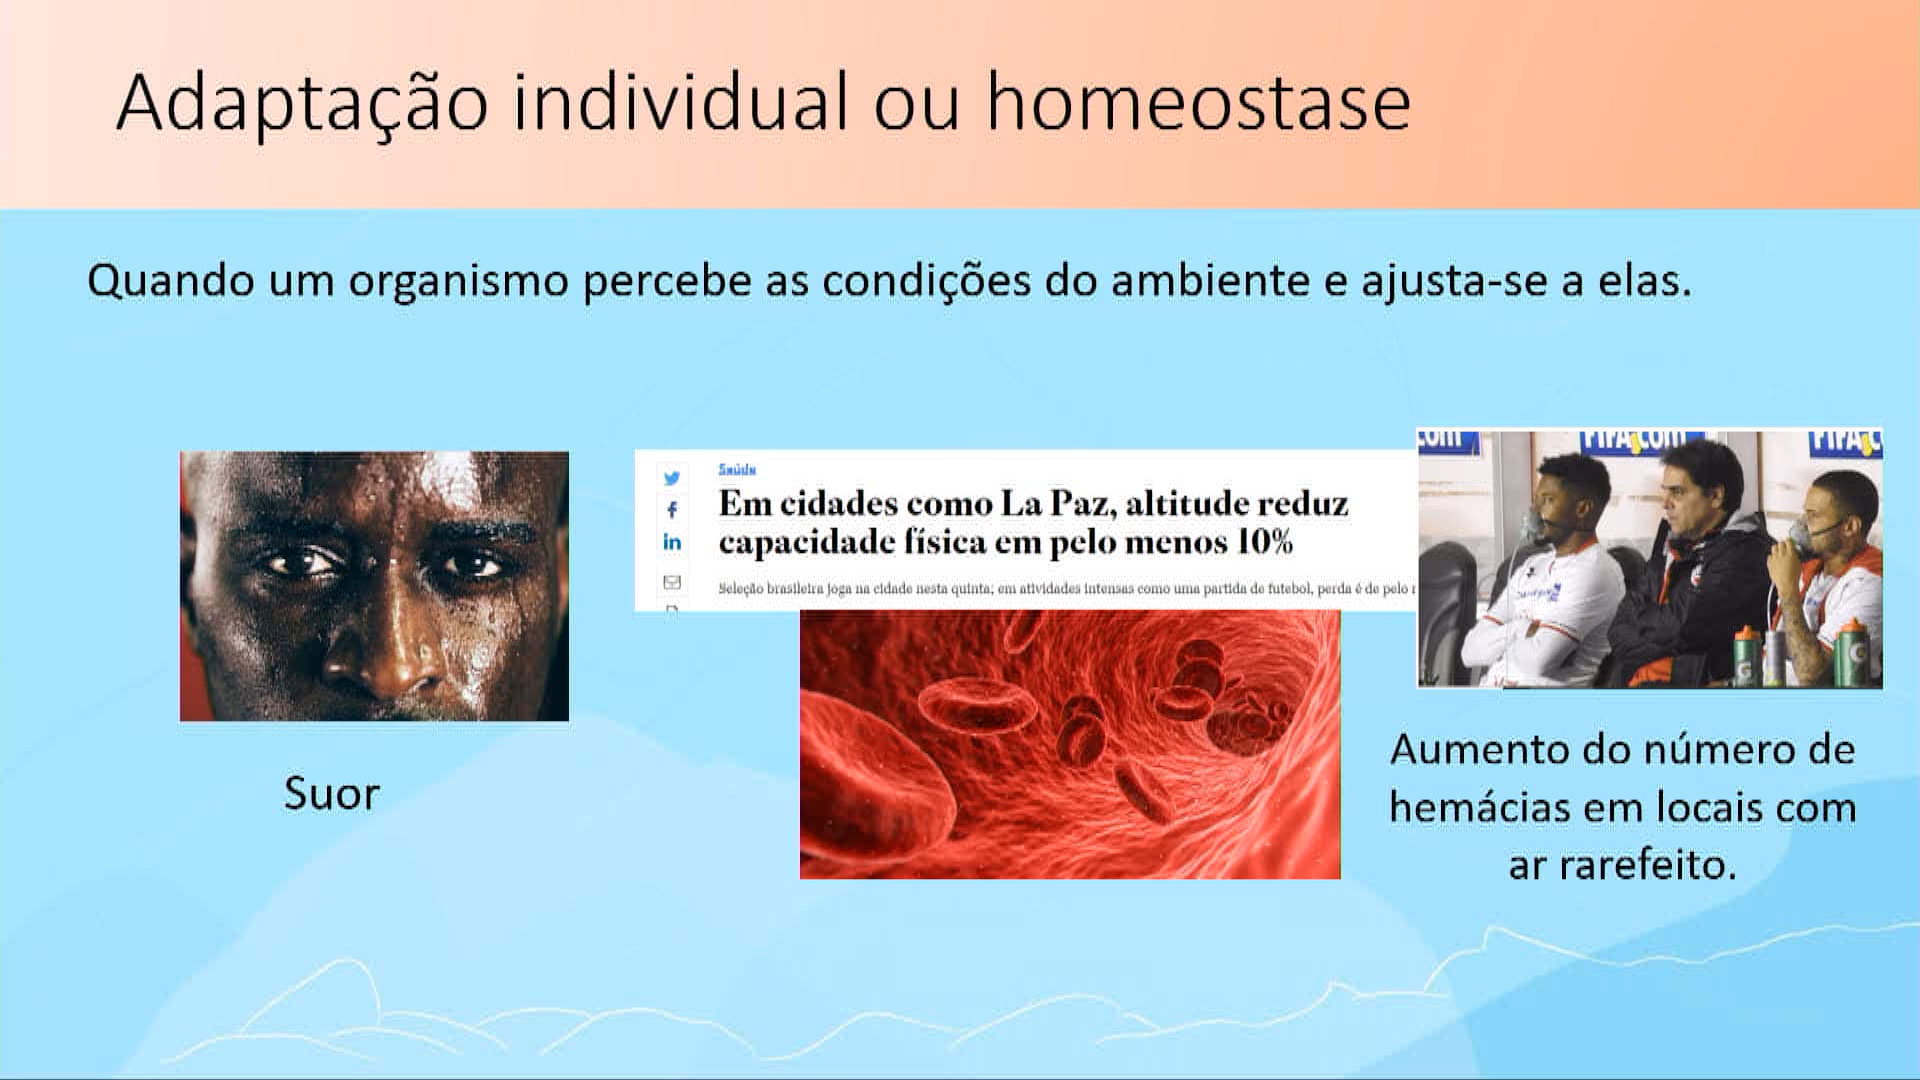 Adaptação individual ou homeostase
Quando um organismo percebe as condições do ambiente e ajusta-se a elas.
Saúde
Em cidades como La Paz, altitude reduz
capacidade física em pelo menos 10%
Seleção brasileira joga na cidade nesta quinta; em atividades intensas como uma partida de futebol, perda é de pelo
FIFA.COM
Suor
Aumento do número de
hemácias em locais com
ar rarefeito.